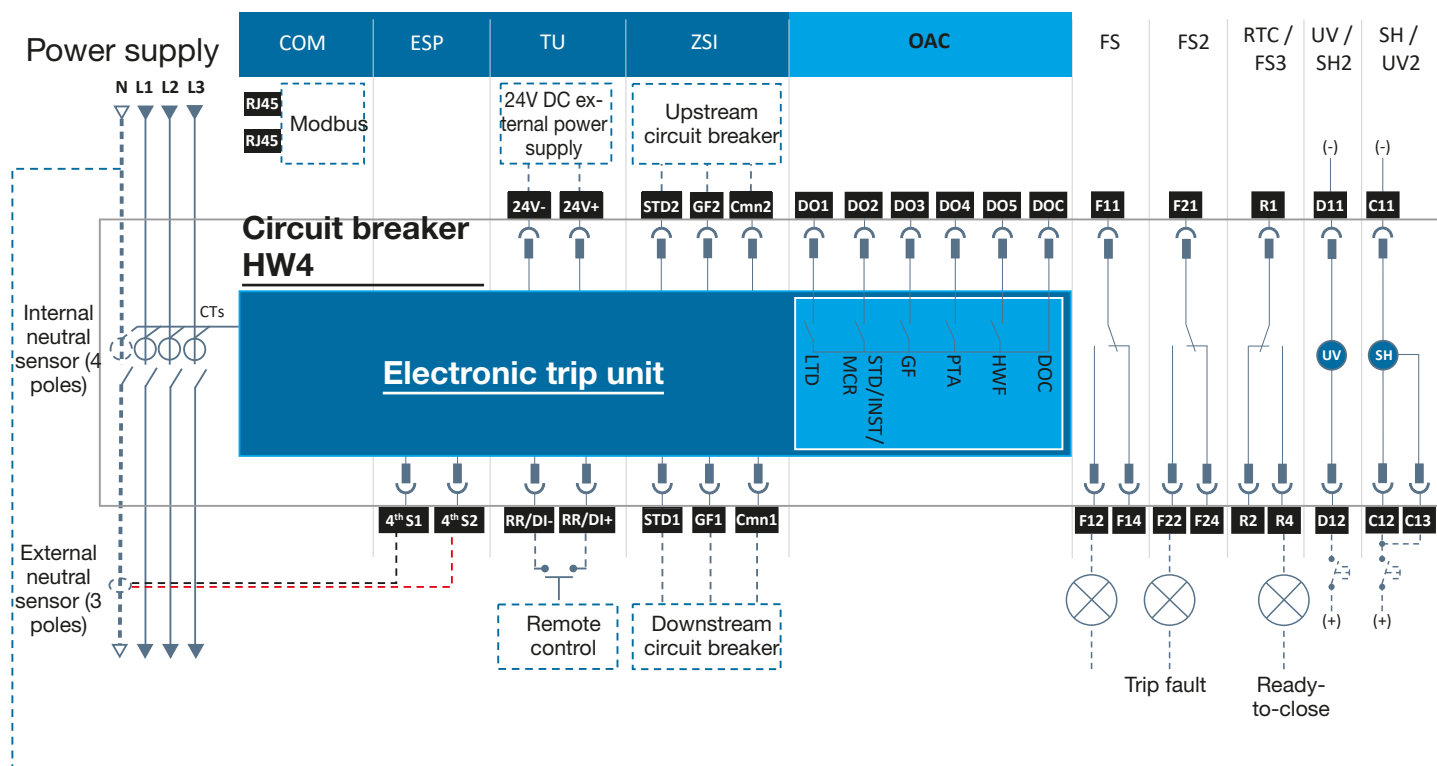 Power supply
COM
ESP
TU
ZSI
OAC
FS
FS2
RTC /
FS3
UV /
SH2
SH /
UV2
N L1 L2 L3
RJ45
RJ45
Modbus
24V DC ex-
ternal power
supply
Upstream
circuit breaker
(-)
(-)
24V-
24V+
STD2
GF2
Cmn2
DO1
DO2
DO3
DO4
DO5
DOC
F11
F21
R1
D11
C11
Circuit breaker
HW4
Internal
neutral
sensor (4
poles)
CTs
Electronic trip unit
LTD
STD/INST/
MCR
GF
PTA
HWF
DOC
UV
SH
4th S1
4th S2
RR/DI-
RR/DI+
STD1
GF1
Cmn1
F12
F14
F22
F24
R2
R4
D12
C12
C13
External
neutral
sensor (3
poles)
Remote
control
Downstream
circuit breaker
(+)
(+)
Trip fault
Ready-
to-close